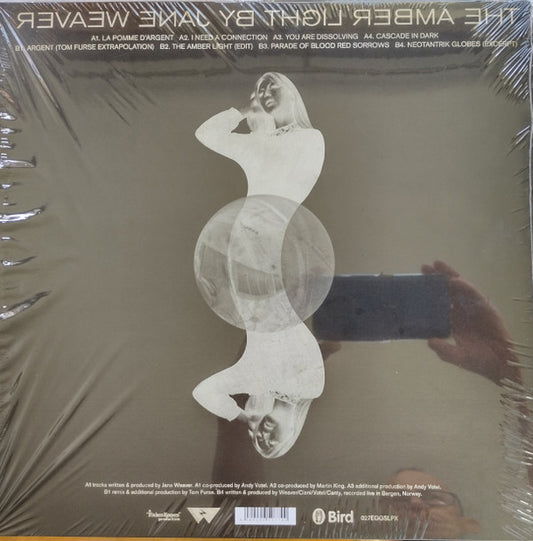 THE AMBER LIGHT BY JANE WEAVER
A1. LA POMME D'ARGENT A2. I NEED A CONNECTION A3. YOU ARE DISSOLVING A4. CASCADE IN DARK
B1. ARGENT (TOM FURSE EXTRAPOLATION) B2. THE AMBER LIGHT (EDIT) B3. PARADE OF BLOOD RED SORROWS B4. NEOTANTRIK GLOBES (EXCERPT)
All tracks written & produced by Jane Weaver. A1 co-produced by Andy Votel. A2 co-produced by Martin King. A3 additional production by Andy Votel.
B1 remix & additional production by Tom Furse. B4 written & produced by Weaver/Clare/Votel/Canty, recorded live in Bergen, Norway.
Bird
027EGGSLPX